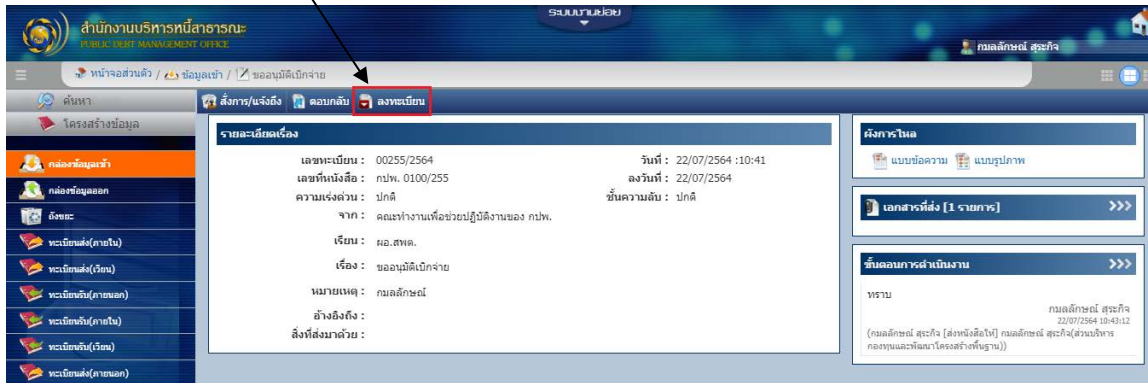 ระบบงานย่อย
สำนักงานบริหารหนี้สาธารณะ
PUBLIC DEBT MANAGEMENT OFFICE
กมลลักษณ์ สุระกิจ
หน้าจอส่วนตัว / ข้อมูลเข้า / ขออนุมัติเบิกจ่าย
ค้นหา
โครงสร้างข้อมูล
กล่องข้อมูลเข้า
กล่องข้อมูลออก
ถังขยะ
ทะเบียนส่ง(ภายใน)
ทะเบียนส่ง(เวียน)
ทะเบียนรับ(ภายนอก)
ทะเบียนรับ(ภายใน)
ทะเบียนรับ(เวียน)
ทะเบียนส่ง(ภายนอก)
สั่งการ/แจ้งถึง ตอบกลับ ลงทะเบียน
รายละเอียดเรื่อง
เลขทะเบียน : 00255/2564 วันที่ : 22/07/2564 :10:41
เลขที่หนังสือ : กปพ. 0100/255 ลงวันที่ : 22/07/2564
ความเร่งด่วน : ปกติ ชั้นความลับ : ปกติ
จาก : คณะทำงานเพื่อช่วยปฏิบัติงานของ กปพ.
เรียน : ผอ.สพต.
เรื่อง : ขออนุมัติเบิกจ่าย
หมายเหตุ : กมลลักษณ์
อ้างอิงถึง :
สิ่งที่ส่งมาด้วย :
ผังการไหล
แบบข้อความ แบบรูปภาพ
เอกสารที่ส่ง [1 รายการ] >>>
ขั้นตอนการดำเนินงาน >>>
ทราบ
กมลลักษณ์ สุระกิจ
22/07/2564 10:43:12
(กมลลักษณ์ สุระกิจ [ส่งหนังสือให้] กมลลักษณ์ สุระกิจ(ส่วนบริหาร
กองทุนและพัฒนาโครงสร้างพื้นฐาน))